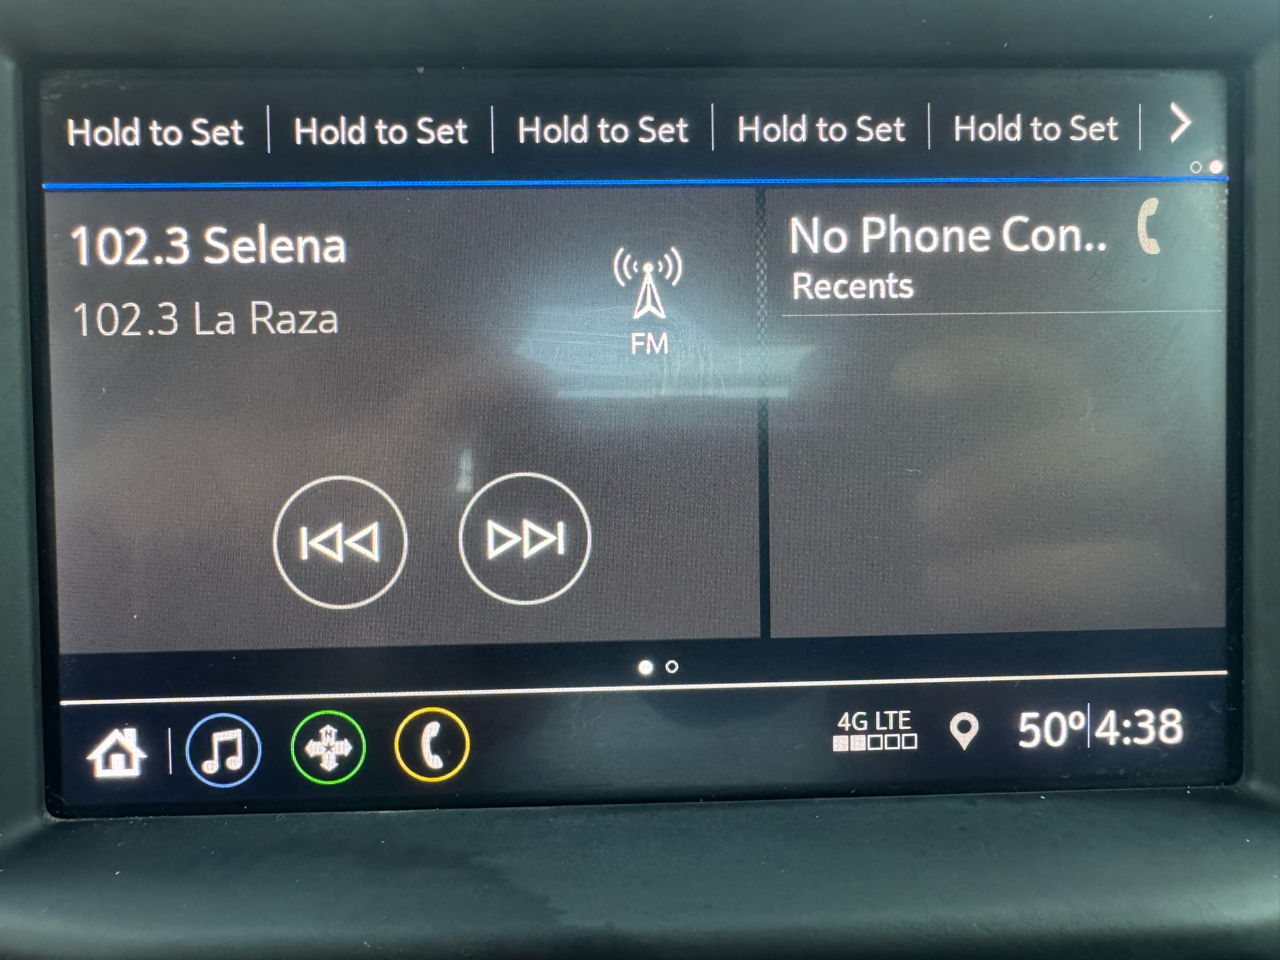 Hold to Set Hold to Set Hold to Set Hold to Set Hold to Set
102.3 Selena
102.3 La Raza
FM
No Phone Con..
Recents
4G LTE
50º 4:38